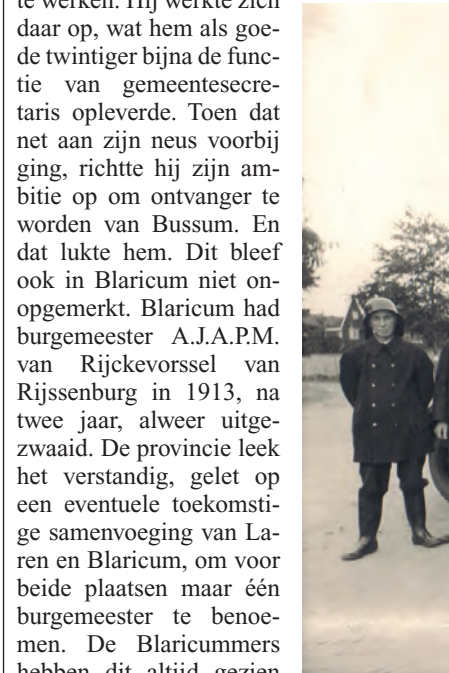 te werken. Hij werkte zich
daar op, wat hem als goe-
de twintiger bijna de func-
tie van gemeentesecre-
taris opleverde. Toen dat
net aan zijn neus voorbij
ging, richtte hij zijn am-
bitie op om ontvanger te
worden van Bussum. En
dat lukte hem. Dit bleef
ook in Blaricum niet on-
opgemerkt. Blaricum had
burgemeester A.J.A.P.M.
van Rijckevorssel van
Rijssenburg in 1913, na
twee jaar, alweer uitge-
zwaaid. De provincie leek
het verstandig, gelet op
een eventuele toekomsti-
ge samenvoeging van La-
ren en Blaricum, om voor
beide plaatsen maar één
burgemeester te benoe-
men. De Blaricummers
hebben dit altijd gezien